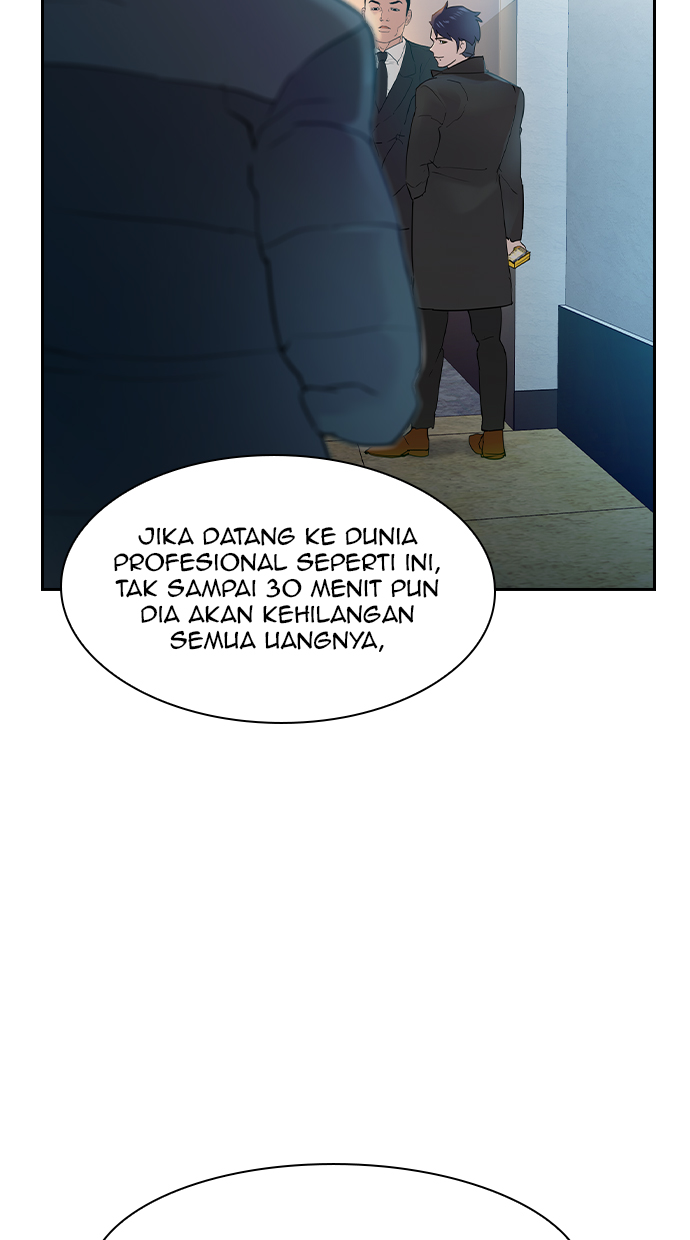 JIKA DATANG KE DUNIA
PROFESIONAL SEPERTI INI,
TAK SAMPAI 30 MENIT PUN
DIA AKAN KEHILANGAN
SEMUA UANGNYA,